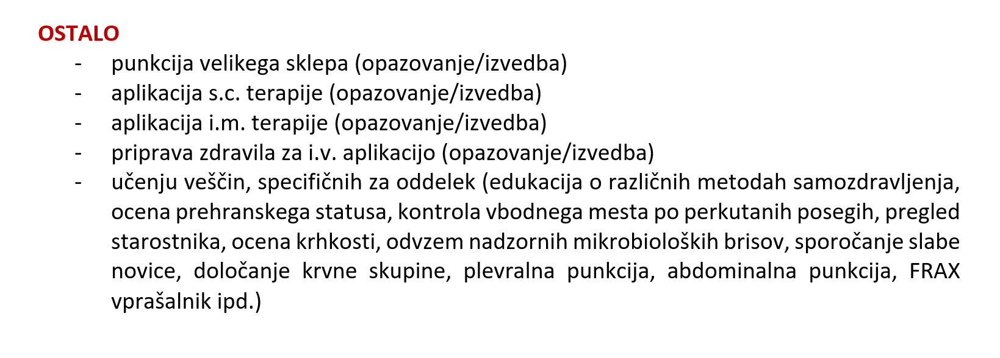 OSTALO
- punkcija velikega sklepa (opazovanje/izvedba)
- aplikacija s.c. terapije (opazovanje/izvedba)
- aplikacija i.m. terapije (opazovanje/izvedba)
- priprava zdravila za i.v. aplikacijo (opazovanje/izvedba)
- učenju veščin, specifičnih za oddelek (edukacija o različnih metodah samozdravljenja,
ocena prehranskega statusa, kontrola vbodnega mesta po perkutanih posegih, pregled
starostnika, ocena krhkosti, odvzem nadzornih mikrobioloških brisov, sporočanje slabe
novice, določanje krvne skupine, plevralna punkcija, abdominalna punkcija, FRAX
vprašalnik ipd.)